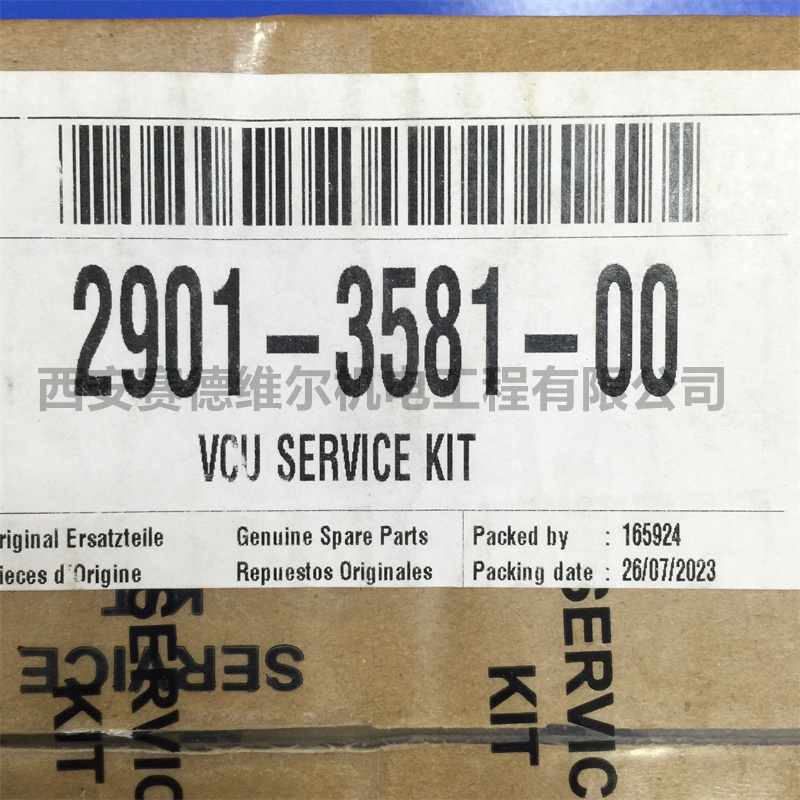 2901-3581-00
西安赛德维尔机电工程有限公司
VCU SERVICE KIT
riginal Ersatzteile
Genuine Spare Parts
Packed by : 165924
ieces d'Origine
Repuestos Originales
Packing date : 26/07/2023
SERVICE
KIT
SERVICE
KIT
SERVIC
KIT